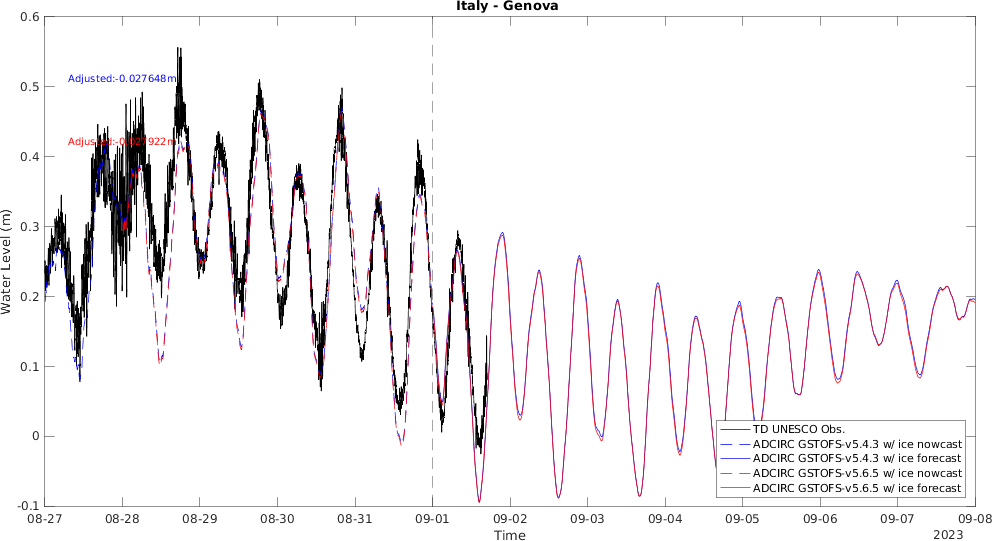 Italy - Genova
0.6
0.5
0.4
0.3
0.2
0.1
0
-0.1
Water Level (m)
Adjusted:-0.027648m
Adjusted:-0.027922m
TD UNESCO Obs.
ADCIRC GSTOFS-v5.4.3 w/ ice nowcast
ADCIRC GSTOFS-v5.4.3 w/ ice forecast
ADCIRC GSTOFS-v5.6.5 w/ ice nowcast
ADCIRC GSTOFS-v5.6.5 w/ ice forecast
08-27 08-28 08-29 08-30 08-31 09-01 09-02 09-03 09-04 09-05 09-06 09-07 09-08
Time
2023